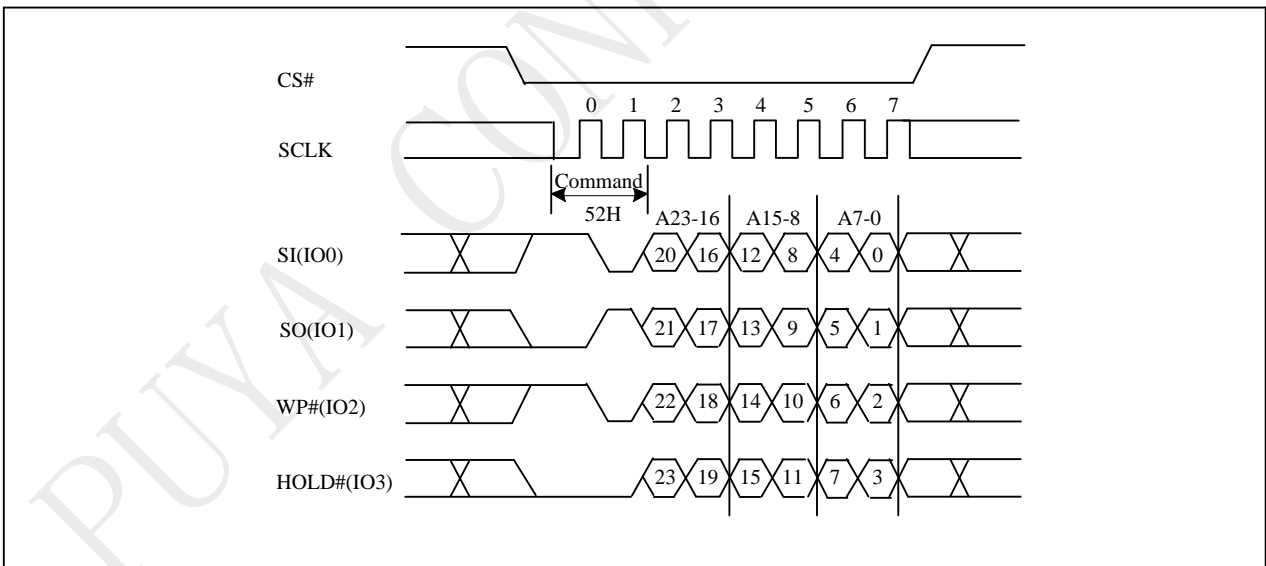 CS#
0 1 2 3 4 5 6 7
SCLK
Command
52H
A23-16 A15-8 A7-0
SI(IO0) 20 16 12 8 4 0
SO(IO1) 21 17 13 9 5 1
WP#(IO2) 22 18 14 10 6 2
HOLD#(IO3) 23 19 15 11 7 3
PUYA CON